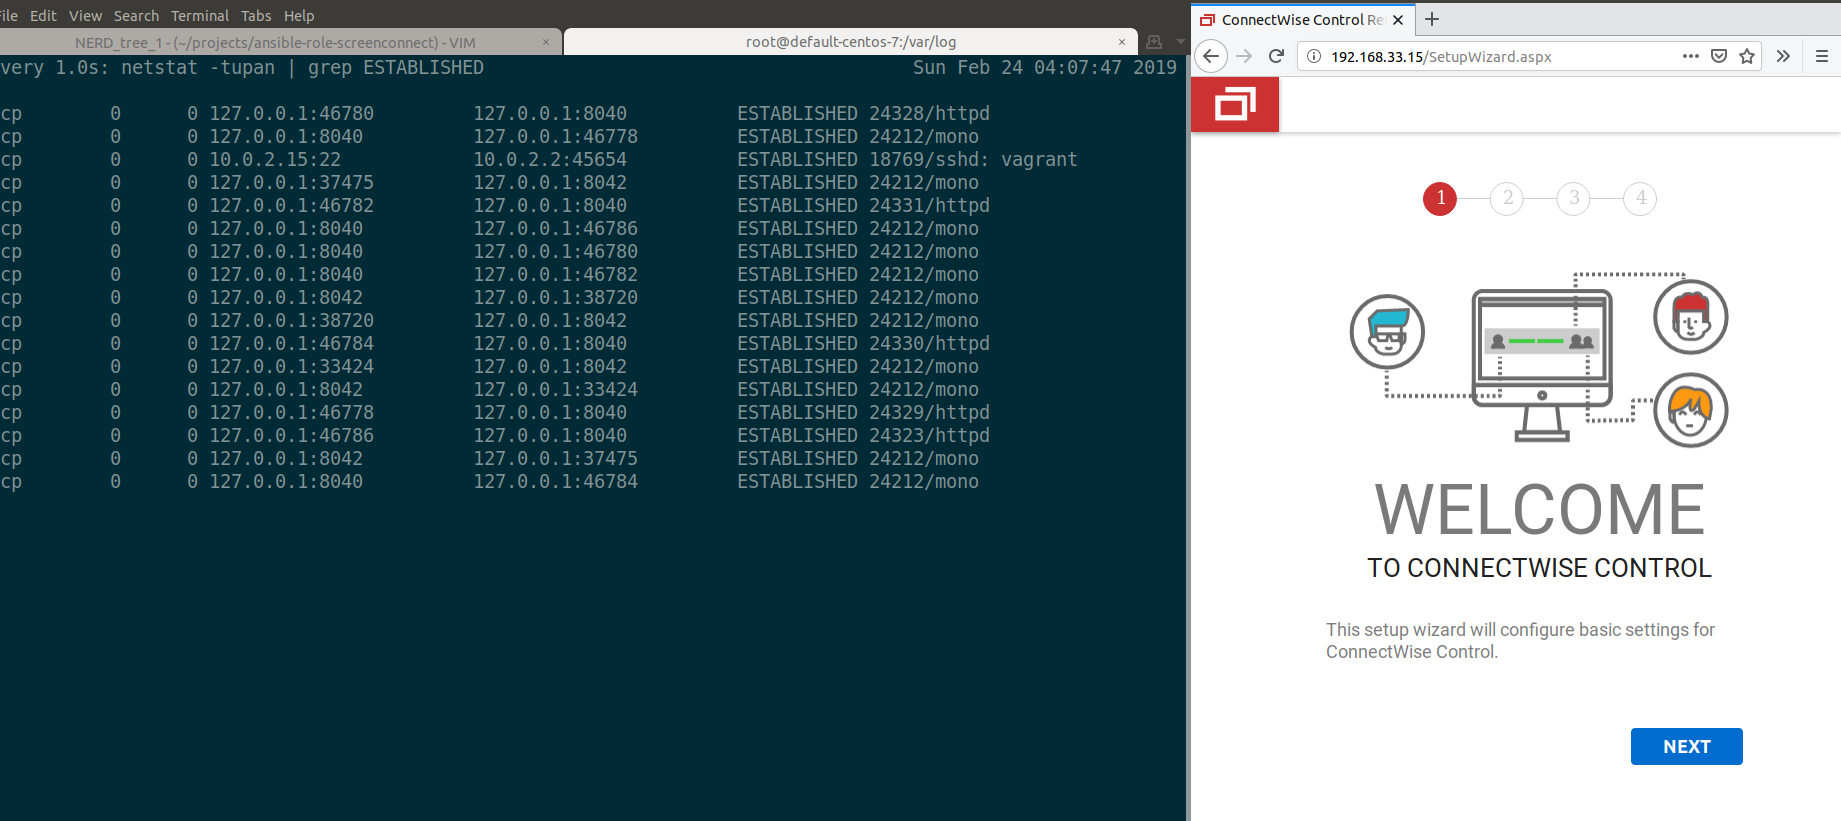 File Edit View Search Terminal Tabs Help
NERD_tree_1 - (~/projects/ansible-role-screenconnect) - VIM ×
root@default-centos-7:/var/log ×
very 1.0s: netstat -tupan | grep ESTABLISHED Sun Feb 24 04:07:47 2019
cp 0 0 127.0.0.1:46780 127.0.0.1:8040 ESTABLISHED 24328/httpd
cp 0 0 127.0.0.1:8040 127.0.0.1:46778 ESTABLISHED 24212/mono
cp 0 0 10.0.2.15:22 10.0.2.2:45654 ESTABLISHED 18769/sshd: vagrant
cp 0 0 127.0.0.1:37475 127.0.0.1:8042 ESTABLISHED 24212/mono
cp 0 0 127.0.0.1:46782 127.0.0.1:8040 ESTABLISHED 24331/httpd
cp 0 0 127.0.0.1:8040 127.0.0.1:46786 ESTABLISHED 24212/mono
cp 0 0 127.0.0.1:8040 127.0.0.1:46780 ESTABLISHED 24212/mono
cp 0 0 127.0.0.1:8040 127.0.0.1:46782 ESTABLISHED 24212/mono
cp 0 0 127.0.0.1:8042 127.0.0.1:38720 ESTABLISHED 24212/mono
cp 0 0 127.0.0.1:38720 127.0.0.1:8042 ESTABLISHED 24212/mono
cp 0 0 127.0.0.1:46784 127.0.0.1:8040 ESTABLISHED 24330/httpd
cp 0 0 127.0.0.1:33424 127.0.0.1:8042 ESTABLISHED 24212/mono
cp 0 0 127.0.0.1:8042 127.0.0.1:33424 ESTABLISHED 24212/mono
cp 0 0 127.0.0.1:46778 127.0.0.1:8040 ESTABLISHED 24329/httpd
cp 0 0 127.0.0.1:46786 127.0.0.1:8040 ESTABLISHED 24323/httpd
cp 0 0 127.0.0.1:8042 127.0.0.1:37475 ESTABLISHED 24212/mono
cp 0 0 127.0.0.1:8040 127.0.0.1:46784 ESTABLISHED 24212/mono
ConnectWise Control Re
192.168.33.15/SetupWizard.aspx
1 2 3 4
WELCOME
TO CONNECTWISE CONTROL
This setup wizard will configure basic settings for
ConnectWise Control.
NEXT